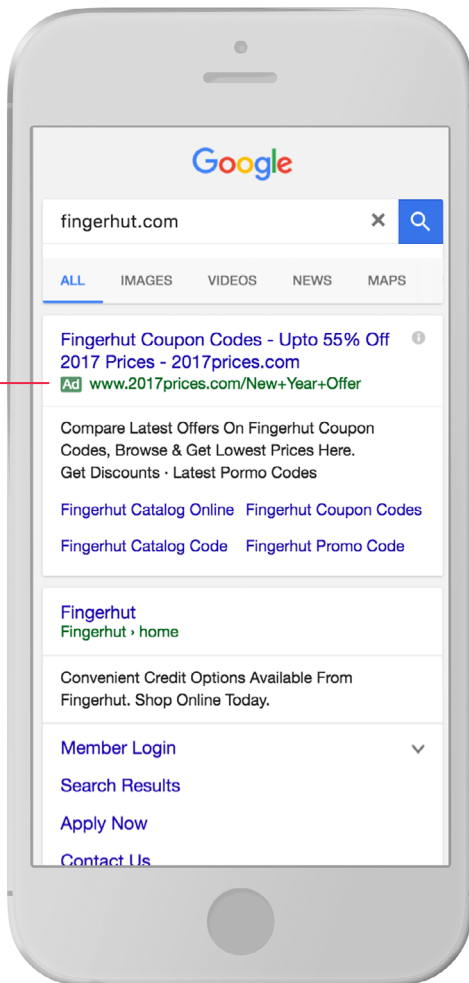 Google
fingerhut.com
ALL IMAGES VIDEOS NEWS MAPS
Fingerhut Coupon Codes - Upto 55% Off
2017 Prices - 2017prices.com
Ad www.2017prices.com/New+Year+Offer
Compare Latest Offers On Fingerhut Coupon
Codes, Browse & Get Lowest Prices Here.
Get Discounts · Latest Pormo Codes
Fingerhut Catalog Online Fingerhut Coupon Codes
Fingerhut Catalog Code Fingerhut Promo Code
Fingerhut
Fingerhut › home
Convenient Credit Options Available From
Fingerhut. Shop Online Today.
Member Login
Search Results
Apply Now
Contact Us